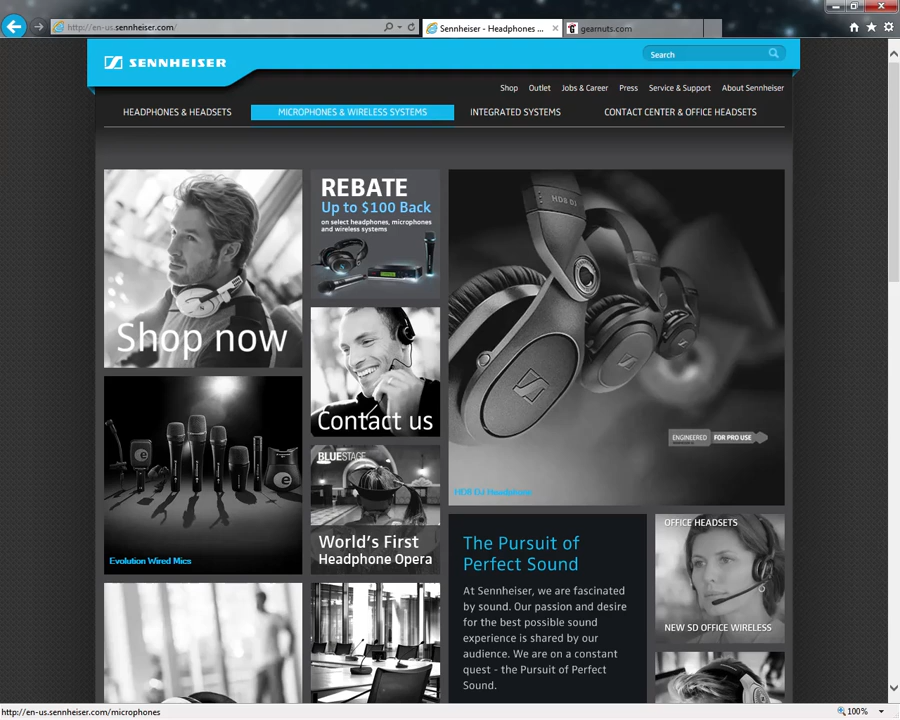 http://en-us.sennheiser.com/
Sennheiser - Headphones ...
gearnuts.com
SENNHEISER
Search
Shop
Outlet
Jobs & Career
Press
Service & Support
About Sennheiser
HEADPHONES & HEADSETS
MICROPHONES & WIRELESS SYSTEMS
INTEGRATED SYSTEMS
CONTACT CENTER & OFFICE HEADSETS
Shop now
REBATE
Up to $100 Back
on select headphones, microphones
and wireless systems
Contact us
HD8 DJ
ENGINEERED
FOR PRO USE
HD8 DJ Headphone
Evolution Wired Mics
BLUESTAGE
World's First
Headphone Opera
The Pursuit of
Perfect Sound
At Sennheiser, we are fascinated
by sound. Our passion and desire
for the best possible sound
experience is shared by our
audience. We are on a constant
quest - the Pursuit of Perfect
Sound.
OFFICE HEADSETS
NEW SD OFFICE WIRELESS
http://en-us.sennheiser.com/microphones
100%